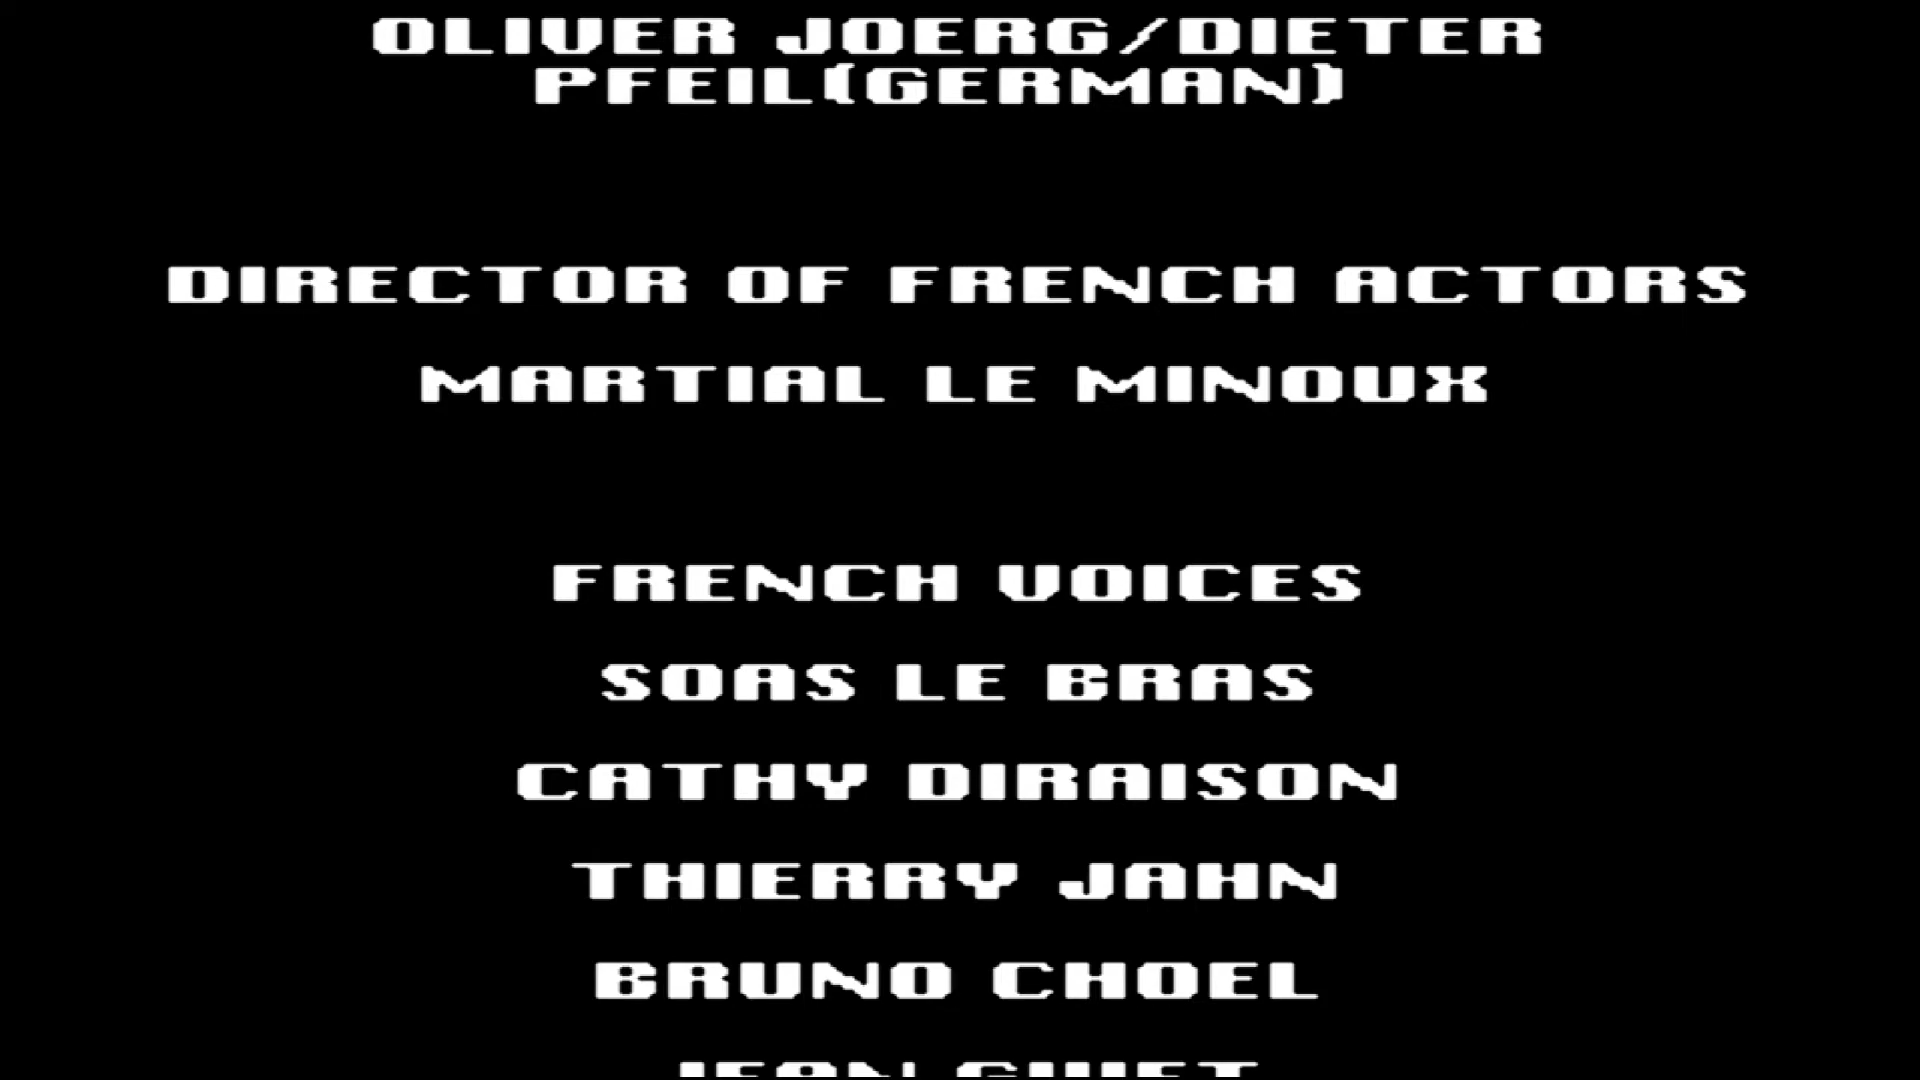 OLIVER JOERG/DIETER
PFEIL(GERMAN)
DIRECTOR OF FRENCH ACTORS
MARTIAL LE MINOUX
FRENCH VOICES
SOAS LE BRAS
CATHY DIRAISON
THIERRY JAHN
BRUNO CHOEL
JEAN